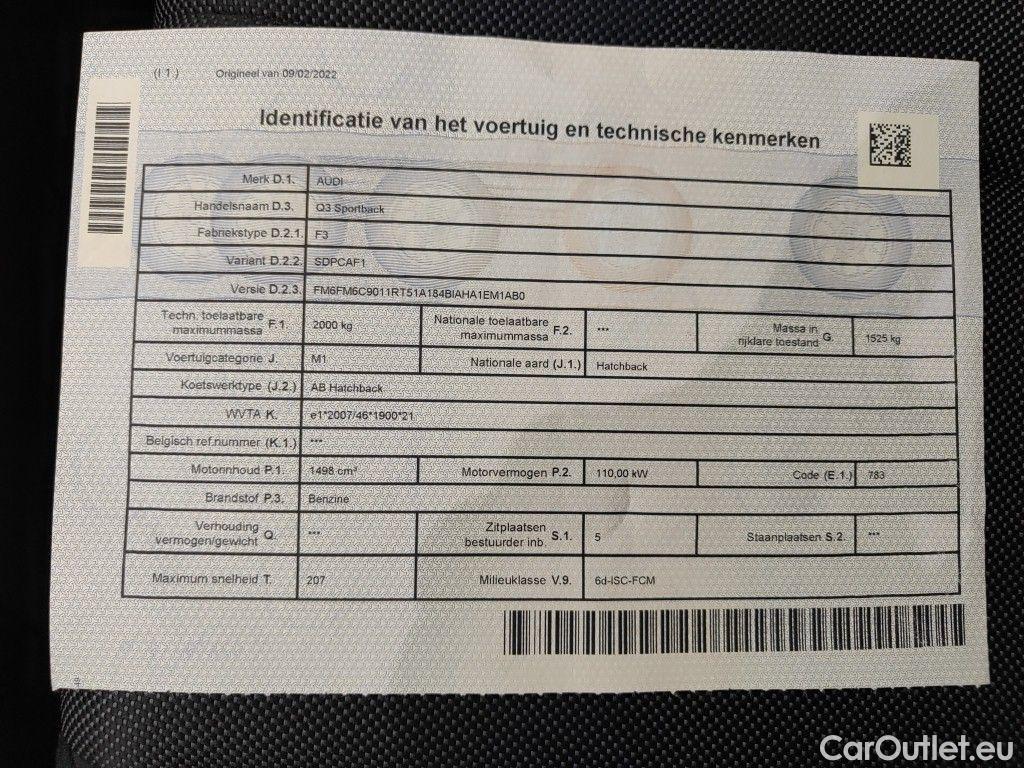 (I 1.) Origineel van 09/02/2022
Identificatie van het voertuig en technische kenmerken
Merk D.1. AUDI
Handelsnaam D.3. Q3 Sportback
Fabriekstype D.2.1. F3
Variant D.2.2. SDPCAF1
Versie D.2.3. FM6FM6C9011RT51A184BIAHA1EM1AB0
Techn. toelaatbare maximummassa F.1. 2000 kg Nationale toelaatbare maximummassa F.2. *** Massa in rijklare toestand G. 1525 kg
Voertuigcategorie J. M1 Nationale aard (J.1.) Hatchback
Koetswerktype (J.2.) AB Hatchback
WVTA K. e1*2007/46*1900*21
Belgisch ref.nummer (K.1.) ***
Motorinhoud P.1. 1498 cm³ Motorvermogen P.2. 110,00 kW Code (E.1.) 783
Brandstof P.3. Benzine
Verhouding vermogen/gewicht Q. *** Zitplaatsen bestuurder inb. S.1. 5 Staanplaatsen S.2. ***
Maximum snelheid T. 207 Milieuklasse V.9. 6d-ISC-FCM
49
CarOutlet.eu